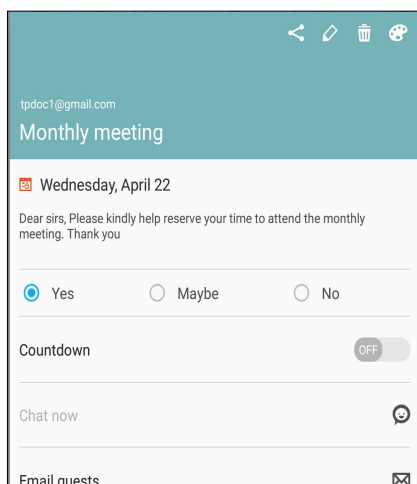 tpdoc1@gmail.com
Monthly meeting
Wednesday, April 22
Dear sirs, Please kindly help reserve your time to attend the monthly
meeting. Thank you
Yes Maybe No
Countdown OFF
Chat now
Email guests